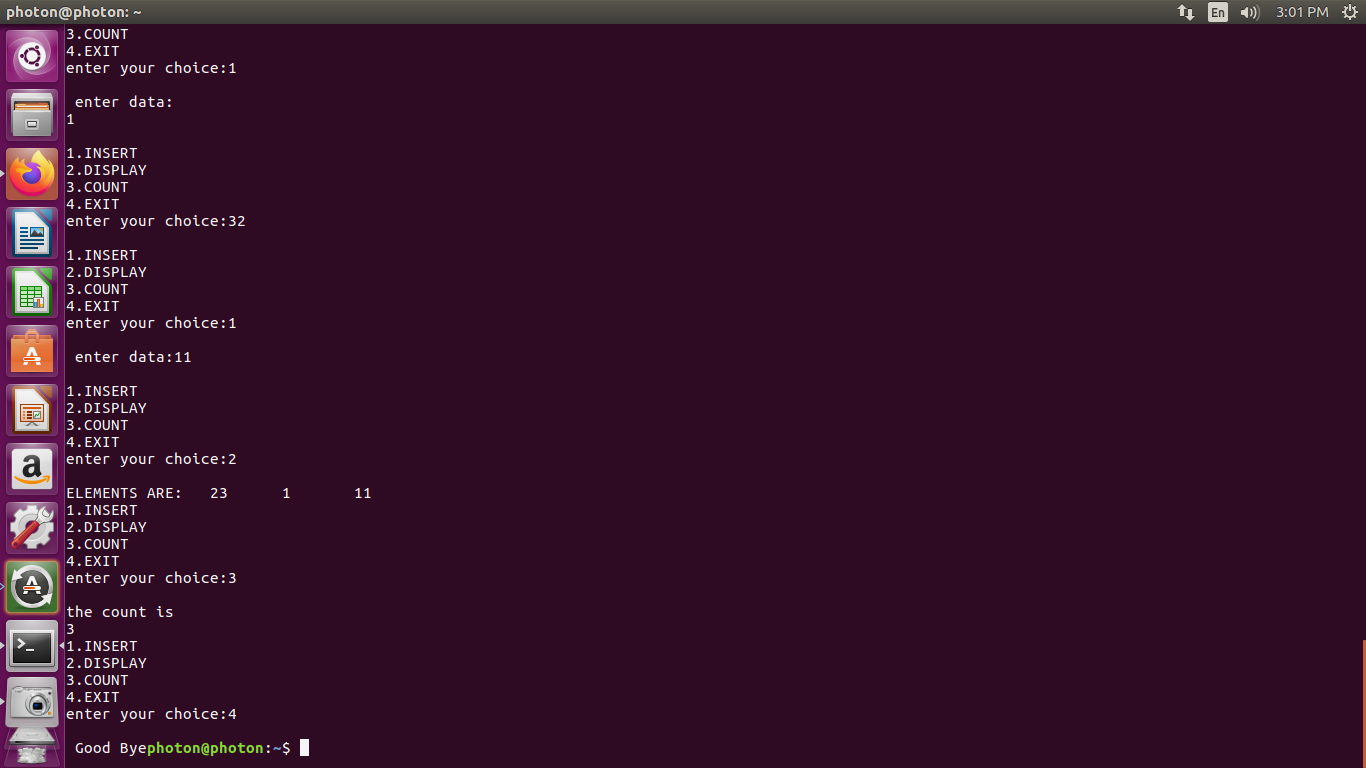 photon@photon: ~
En
3:01 PM
3.COUNT
4.EXIT
enter your choice:1
enter data:
1
1.INSERT
2.DISPLAY
3.COUNT
4.EXIT
enter your choice:32
1.INSERT
2.DISPLAY
3.COUNT
4.EXIT
enter your choice:1
enter data:11
1.INSERT
2.DISPLAY
3.COUNT
4.EXIT
enter your choice:2
ELEMENTS ARE: 23 1 11
1.INSERT
2.DISPLAY
3.COUNT
4.EXIT
enter your choice:3
the count is
3
1.INSERT
2.DISPLAY
3.COUNT
4.EXIT
enter your choice:4
Good Byephoton@photon:~$